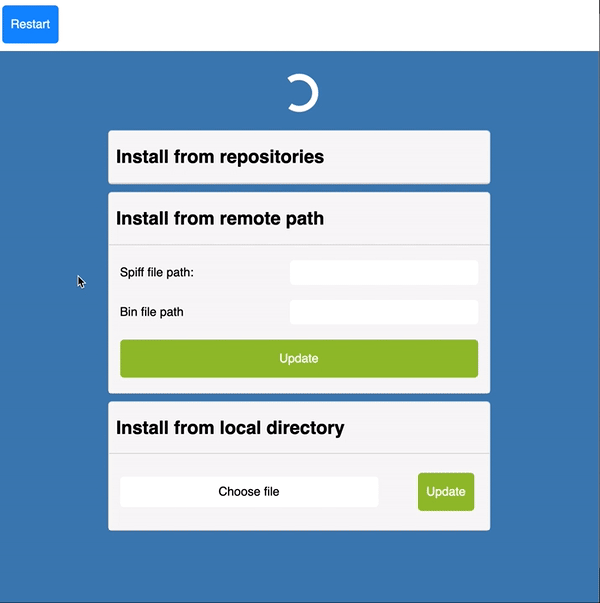 Restart
Install from repositories
Install from remote path
Spiff file path:
Bin file path
Update
Install from local directory
Choose file
Update